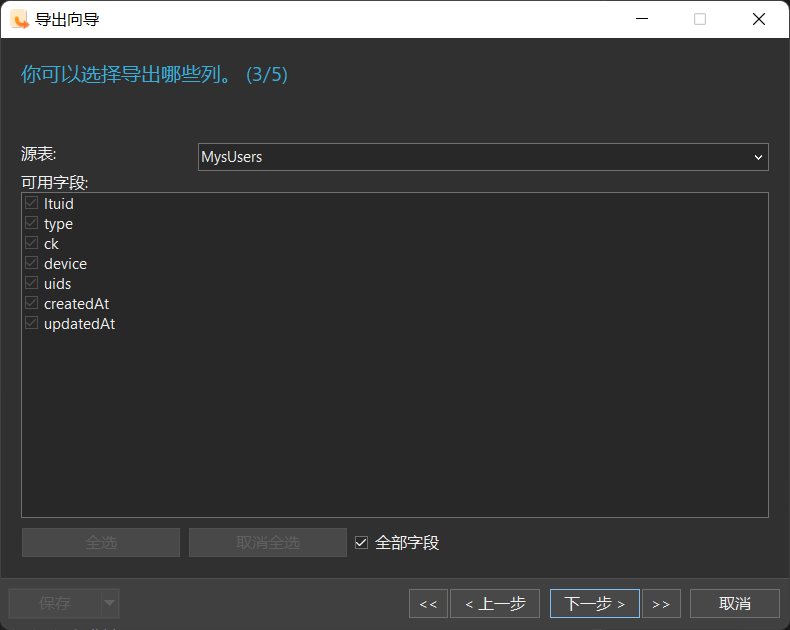 导出向导
你可以选择导出哪些列。 (3/5)
源表: MysUsers
可用字段:
ltuid
type
ck
device
uids
createdAt
updatedAt
全选 取消全选 全部字段
保存 << < 上一步 下一步 > >> 取消